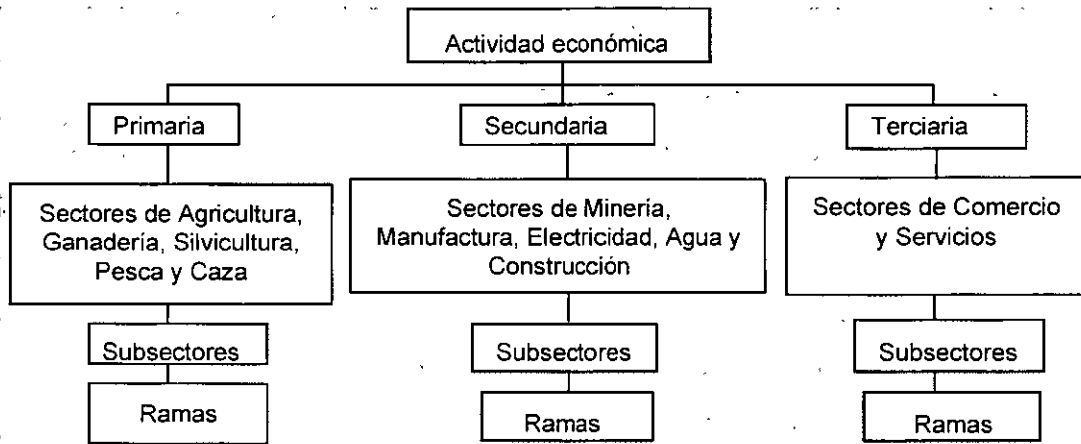 Actividad económica
Primaria
Secundaria
Terciaria
Sectores de Agricultura,
Ganadería, Silvicultura,
Pesca y Caza
Sectores de Minería,
Manufactura, Electricidad, Agua y
Construcción
Sectores de Comercio
y Servicios
Subsectores
Subsectores
Subsectores
Ramas
Ramas
Ramas